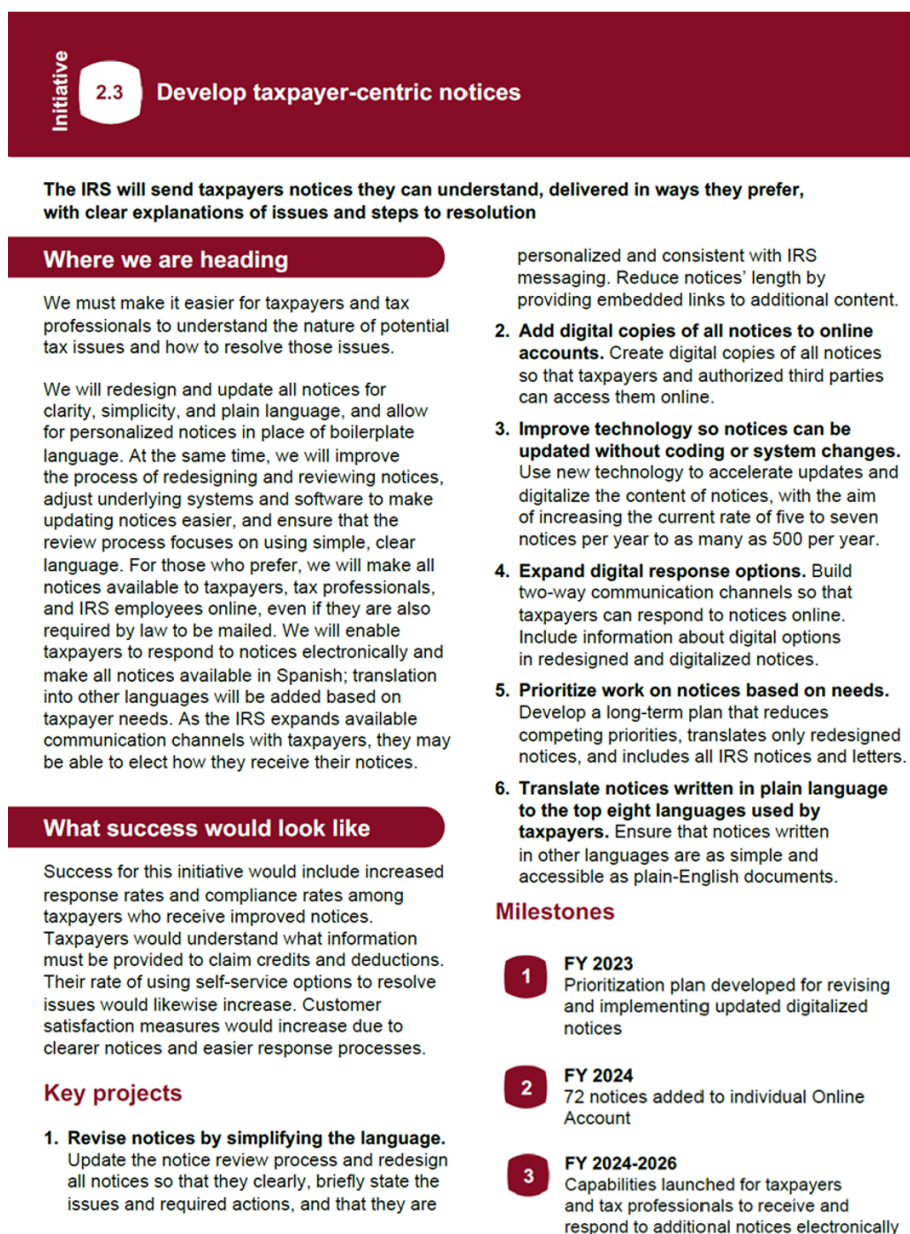 Initiative
2.3
Develop taxpayer-centric notices
The IRS will send taxpayers notices they can understand, delivered in ways they prefer,
with clear explanations of issues and steps to resolution
Where we are heading
We must make it easier for taxpayers and tax
professionals to understand the nature of potential
tax issues and how to resolve those issues.
We will redesign and update all notices for
clarity, simplicity, and plain language, and allow
for personalized notices in place of boilerplate
language. At the same time, we will improve
the process of redesigning and reviewing notices,
adjust underlying systems and software to make
updating notices easier, and ensure that the
review process focuses on using simple, clear
language. For those who prefer, we will make all
notices available to taxpayers, tax professionals,
and IRS employees online, even if they are also
required by law to be mailed. We will enable
taxpayers to respond to notices electronically and
make all notices available in Spanish; translation
into other languages will be added based on
taxpayer needs. As the IRS expands available
communication channels with taxpayers, they may
be able to elect how they receive their notices.
What success would look like
Success for this initiative would include increased
response rates and compliance rates among
taxpayers who receive improved notices.
Taxpayers would understand what information
must be provided to claim credits and deductions.
Their rate of using self-service options to resolve
issues would likewise increase. Customer
satisfaction measures would increase due to
clearer notices and easier response processes.
Key projects
1. Revise notices by simplifying the language.
Update the notice review process and redesign
all notices so that they clearly, briefly state the
issues and required actions, and that they are
personalized and consistent with IRS
messaging. Reduce notices' length by
providing embedded links to additional content.
2. Add digital copies of all notices to online
accounts. Create digital copies of all notices
so that taxpayers and authorized third parties
can access them online.
3. Improve technology so notices can be
updated without coding or system changes.
Use new technology to accelerate updates and
digitalize the content of notices, with the aim
of increasing the current rate of five to seven
notices per year to as many as 500 per year.
4. Expand digital response options. Build
two-way communication channels so that
taxpayers can respond to notices online.
Include information about digital options
in redesigned and digitalized notices.
5. Prioritize work on notices based on needs.
Develop a long-term plan that reduces
competing priorities, translates only redesigned
notices, and includes all IRS notices and letters.
6. Translate notices written in plain language
to the top eight languages used by
taxpayers. Ensure that notices written
in other languages are as simple and
accessible as plain-English documents.
Milestones
1
FY 2023
Prioritization plan developed for revising
and implementing updated digitalized
notices
2
FY 2024
72 notices added to individual Online
Account
3
FY 2024-2026
Capabilities launched for taxpayers
and tax professionals to receive and
respond to additional notices electronically